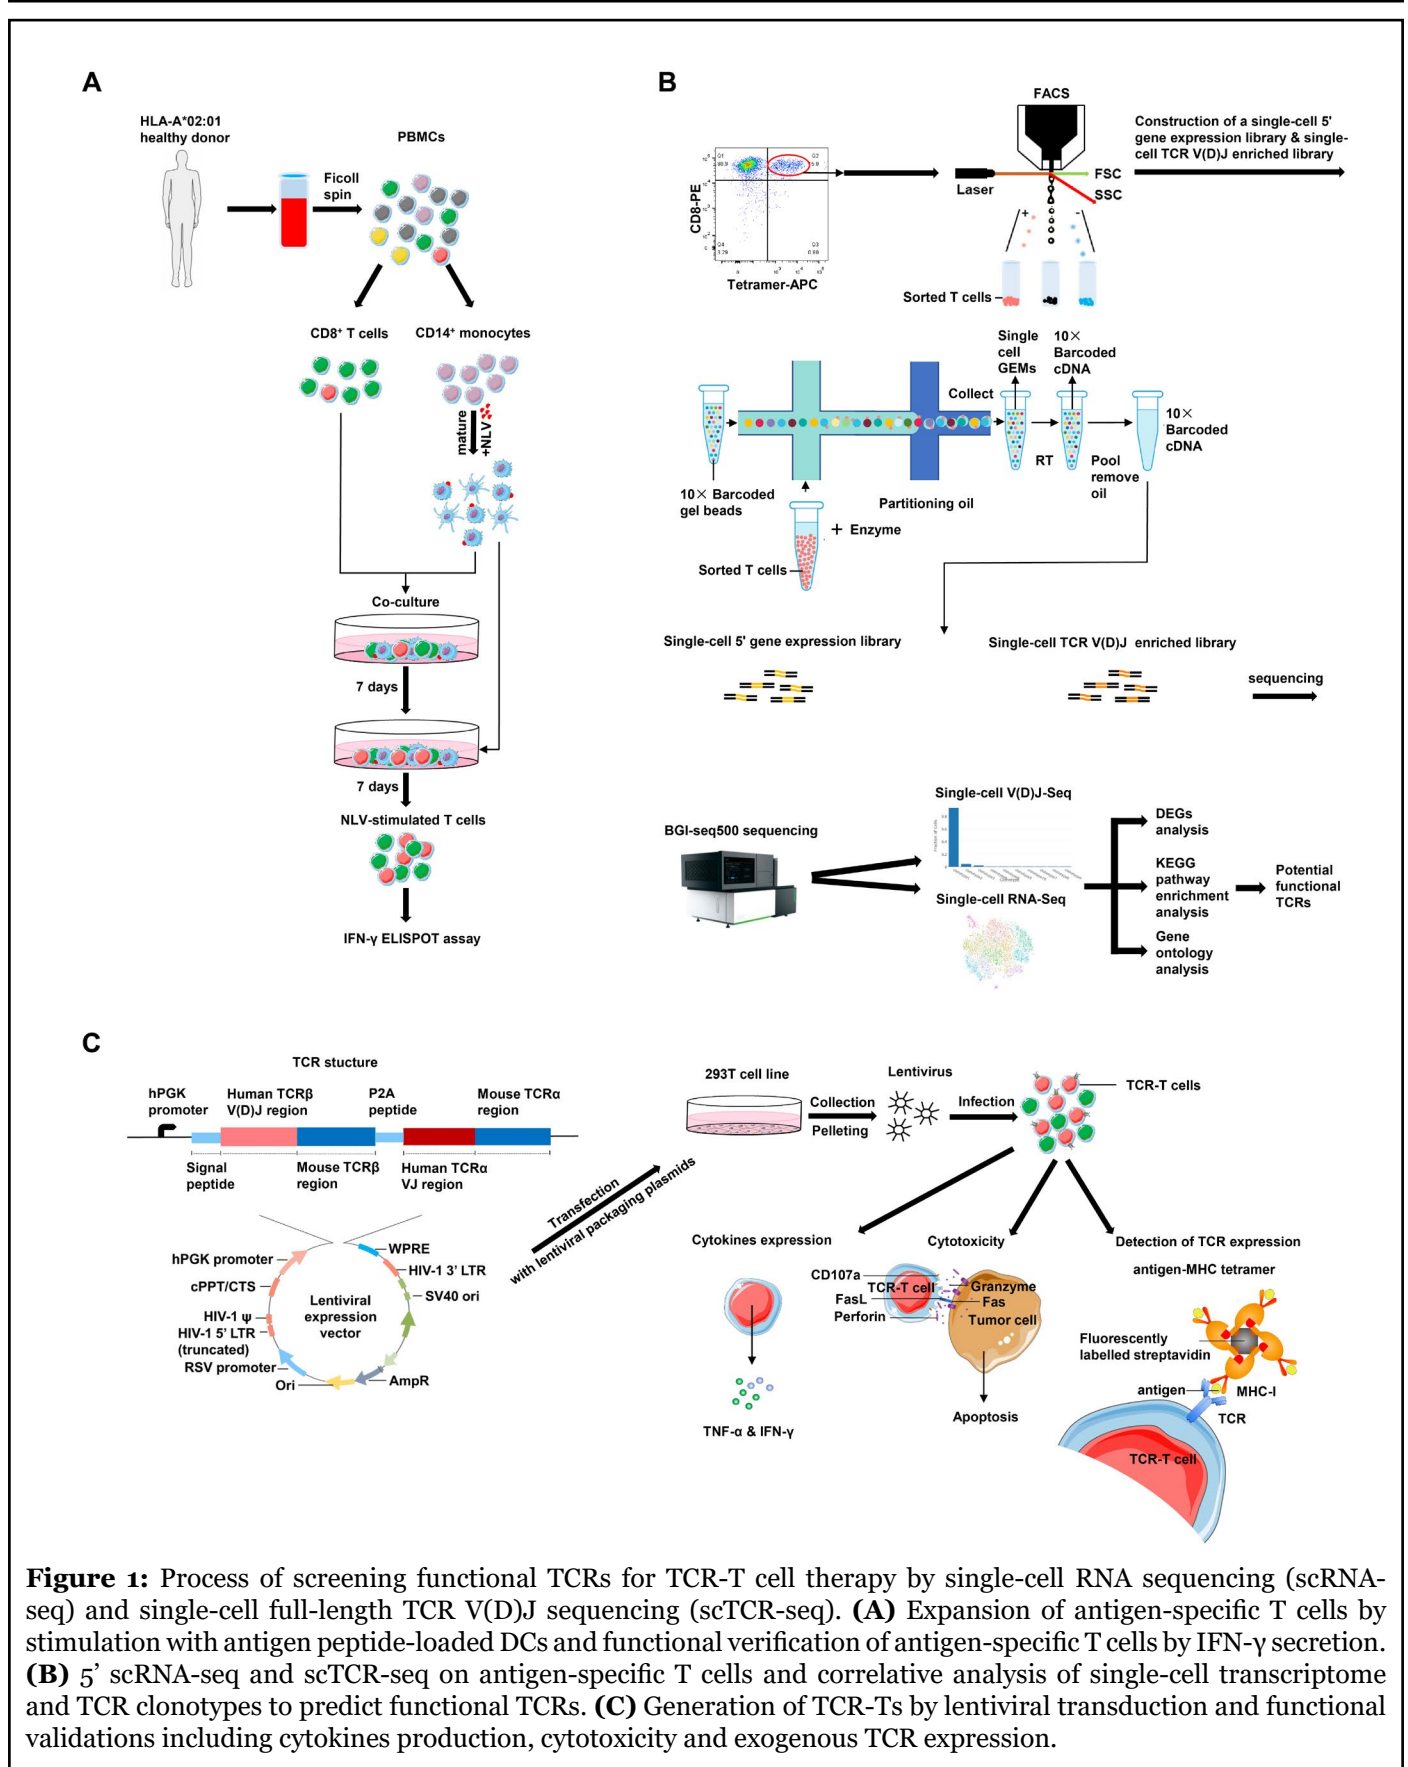 A
HLA-A*02:01
healthy donor
PBMCs
Ficoll
spin
CD8⁺ T cells
CD14⁺ monocytes
mature
+NLV
Co-culture
7 days
7 days
NLV-stimulated T cells
IFN-γ ELISPOT assay
B
FACS
Construction of a single-cell 5'
gene expression library & single-
cell TCR V(D)J enriched library
Q1
Q2
Q4
Q3
CD8-PE
Tetramer-APC
Laser
FSC
SSC
+
-
Sorted T cells
Single
cell
GEMs
10×
Barcoded
cDNA
Collect
10×
Barcoded
cDNA
RT
Pool
remove
oil
10× Barcoded
gel beads
Partitioning oil
+ Enzyme
Sorted T cells
Single-cell 5' gene expression library
Single-cell TCR V(D)J enriched library
sequencing
BGI-seq500 sequencing
Single-cell V(D)J-Seq
Single-cell RNA-Seq
DEGs
analysis
KEGG
pathway
enrichment
analysis
Gene
ontology
analysis
Potential
functional
TCRs
C
TCR stucture
hPGK
promoter
Human TCRβ
V(D)J region
P2A
peptide
Mouse TCRα
region
Signal
peptide
Mouse TCRβ
region
Human TCRα
VJ region
hPGK promoter
cPPT/CTS
HIV-1 ψ
HIV-1 5' LTR
(truncated)
RSV promoter
Ori
AmpR
SV40 ori
HIV-1 3' LTR
WPRE
Lentiviral
expression
vector
Transfection
with lentiviral packaging plasmids
293T cell line
Collection
Pelleting
Lentivirus
Infection
TCR-T cells
Cytokines expression
TNF-α & IFN-γ
Cytotoxicity
CD107a
TCR-T cell
FasL
Perforin
Granzyme
Fas
Tumor cell
Apoptosis
Detection of TCR expression
antigen-MHC tetramer
Fluorescently
labelled streptavidin
antigen
MHC-I
TCR
TCR-T cell
Figure 1: Process of screening functional TCRs for TCR-T cell therapy by single-cell RNA sequencing (scRNA-
seq) and single-cell full-length TCR V(D)J sequencing (scTCR-seq). (A) Expansion of antigen-specific T cells by
stimulation with antigen peptide-loaded DCs and functional verification of antigen-specific T cells by IFN-γ secretion.
(B) 5' scRNA-seq and scTCR-seq on antigen-specific T cells and correlative analysis of single-cell transcriptome
and TCR clonotypes to predict functional TCRs. (C) Generation of TCR-Ts by lentiviral transduction and functional
validations including cytokines production, cytotoxicity and exogenous TCR expression.